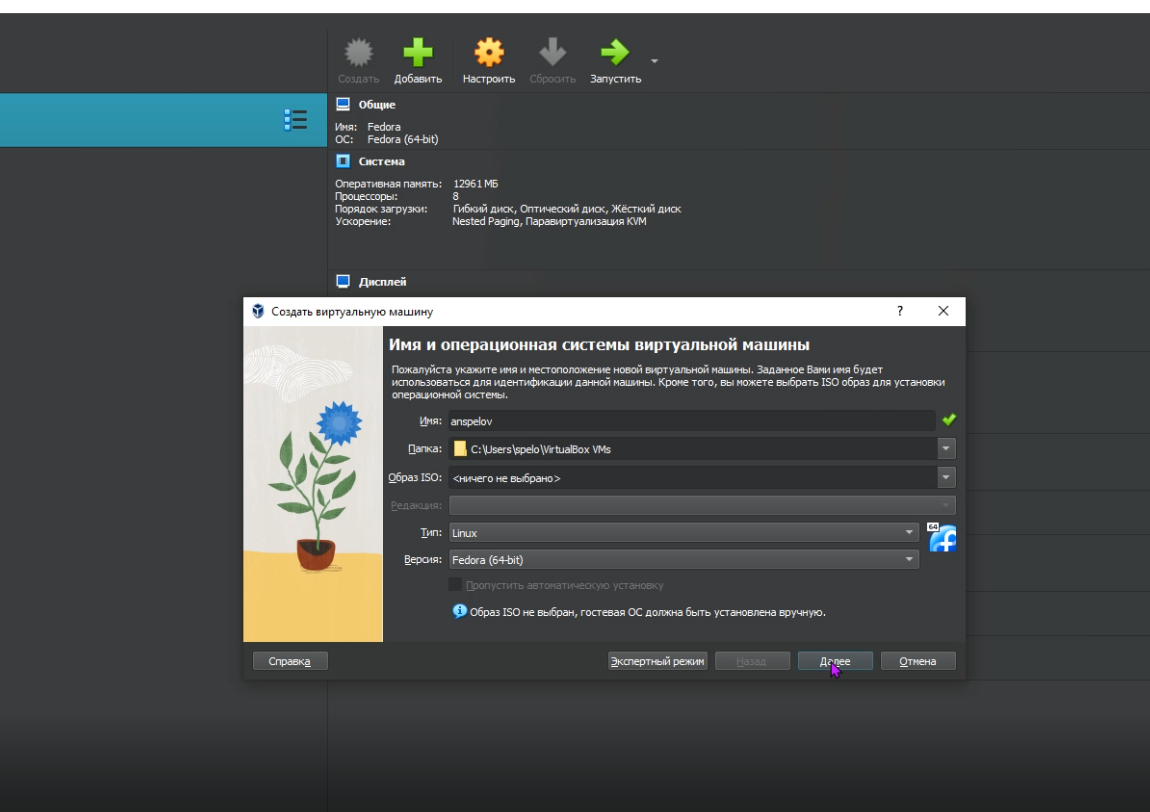 Создать
Добавить
Настроить
Сбросить
Запустить
Общие
Имя: Fedora
ОС: Fedora (64-bit)
Система
Оперативная память: 12961 МБ
Процессоры: 8
Порядок загрузки: Гибкий диск, Оптический диск, Жёсткий диск
Ускорение: Nested Paging, Паравиртуализация KVM
Дисплей
Создать виртуальную машину
?
Имя и операционная системы виртуальной машины
Пожалуйста укажите имя и местоположение новой виртуальной машины. Заданное Вами имя будет
использоваться для идентификации данной машины. Кроме того, вы можете выбрать ISO образ для установки
операционной системы.
Имя: anspelov
Папка: C:\Users\spelo\VirtualBox VMs
Образ ISO: <ничего не выбрано>
Редакция:
Тип: Linux
64
Версия: Fedora (64-bit)
Пропустить автоматическую установку
Образ ISO не выбран, гостевая ОС должна быть установлена вручную.
Справка
Экспертный режим
Назад
Далее
Отмена